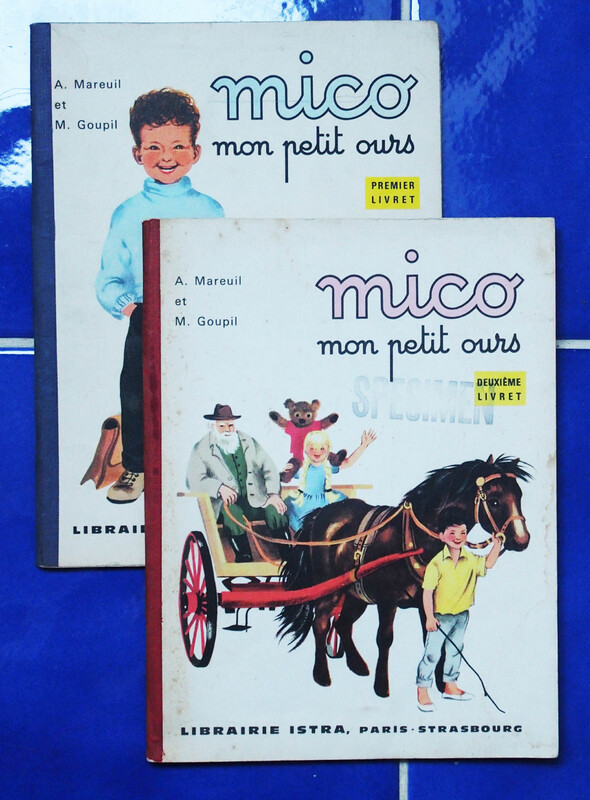 A. Mareuil
et
M. Goupil
mico
mon petit ours
PREMIER
LIVRET
LIBRAI
A. Mareuil
et
M. Goupil
mico
mon petit ours
SPECIMEN
DEUXIÈME
LIVRET
LIBRAIRIE ISTRA, PARIS-STRASBOURG